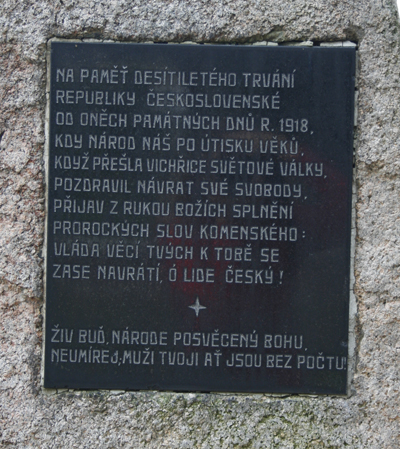 NA PAMĚŤ DESÍTILETÉHO TRVÁNÍ
REPUBLIKY ČESKOSLOVENSKÉ
OD ONĚCH PAMÁTNÝCH DNŮ R. 1918,
KDY NÁROD NÁŠ PO ÚTISKU VĚKŮ,
KDYŽ PŘEŠLA VICHŘICE SVĚTOVÉ VÁLKY,
POZDRAVIL NÁVRAT SVÉ SVOBODY,
PŘIJAV Z RUKOU BOŽÍCH SPLNĚNÍ
PROROCKÝCH SLOV KOMENSKÉHO:
VLÁDA VĚCÍ TVÝCH K TOBĚ SE
ZASE NAVRÁTÍ, Ó LIDE ČESKÝ!
ŽIV BUĎ, NÁRODE POSVĚCENÝ BOHU,
NEUMÍREJ, MUŽI TVOJI AŤ JSOU BEZ POČTU!